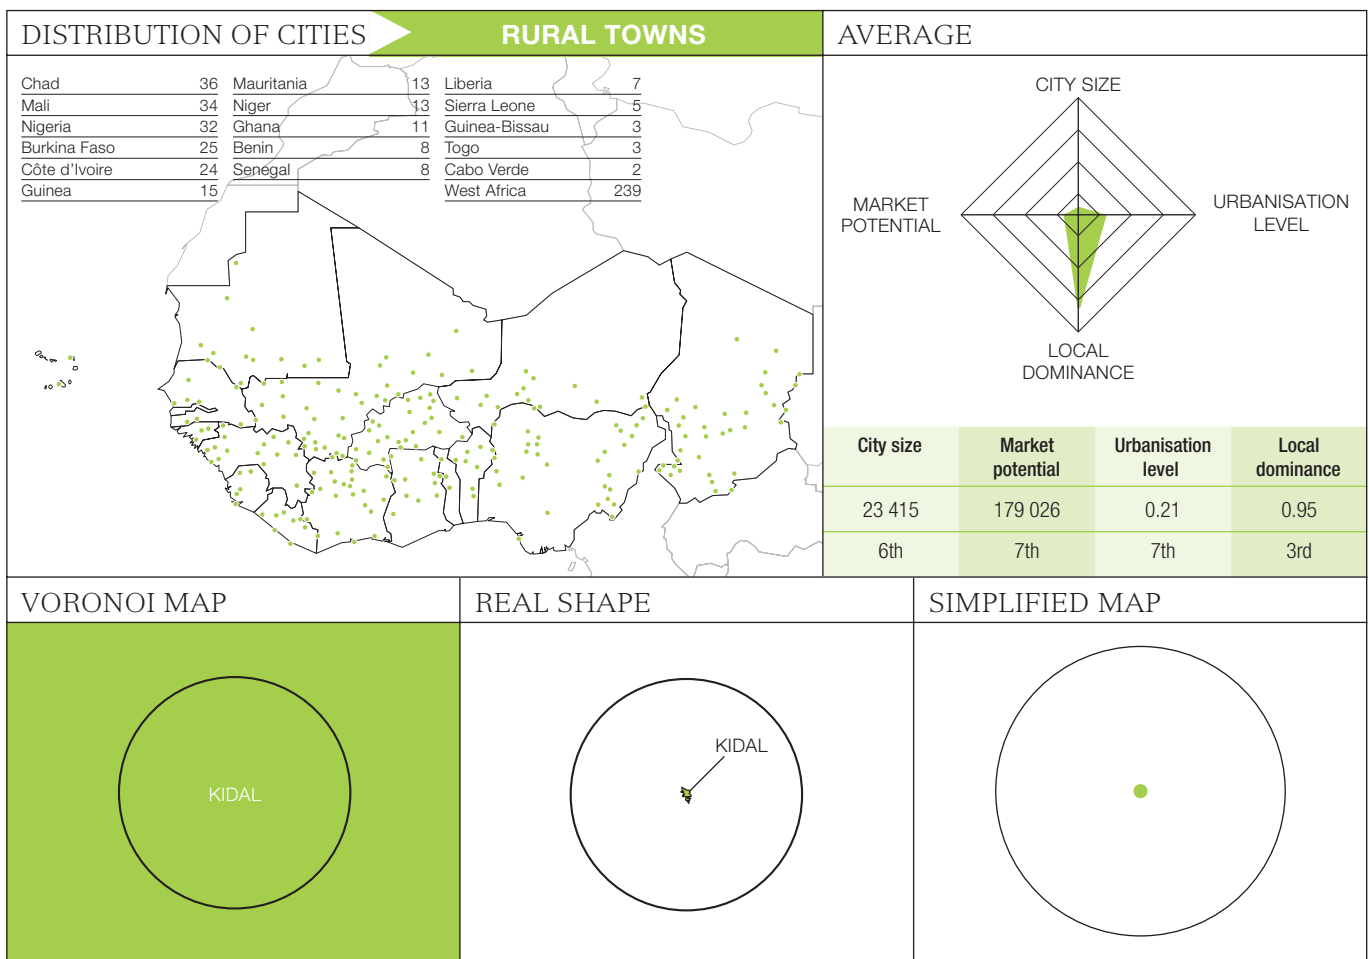 DISTRIBUTION OF CITIES
RURAL TOWNS
Chad 36
Mali 34
Nigeria 32
Burkina Faso 25
Côte d'Ivoire 24
Guinea 15
Mauritania 13
Niger 13
Ghana 11
Benin 8
Senegal 8
Liberia 7
Sierra Leone 5
Guinea-Bissau 3
Togo 3
Cabo Verde 2
West Africa 239
AVERAGE
CITY SIZE
MARKET
POTENTIAL
URBANISATION
LEVEL
LOCAL
DOMINANCE
City size Market potential Urbanisation level Local dominance
23 415 179 026 0.21 0.95
6th 7th 7th 3rd
VORONOI MAP
KIDAL
REAL SHAPE
KIDAL
SIMPLIFIED MAP